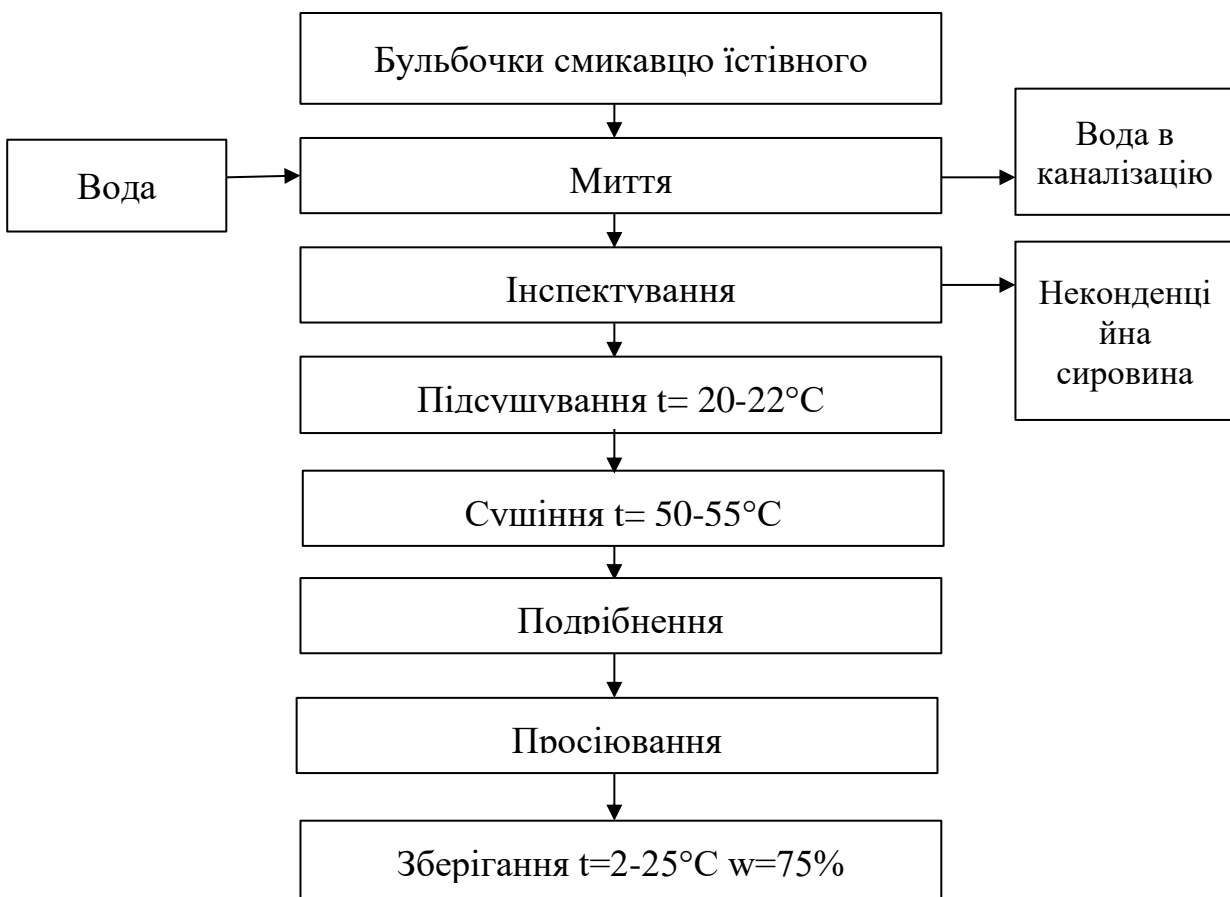 Бульбочки смикавцю їстівного
Вода
Миття
Вода в
каналізацію
Інспектування
Неконденці
йна
сировина
Підсушування t= 20-22°C
Сушіння t= 50-55°C
Подрібнення
Просіювання
Зберігання t=2-25°C w=75%